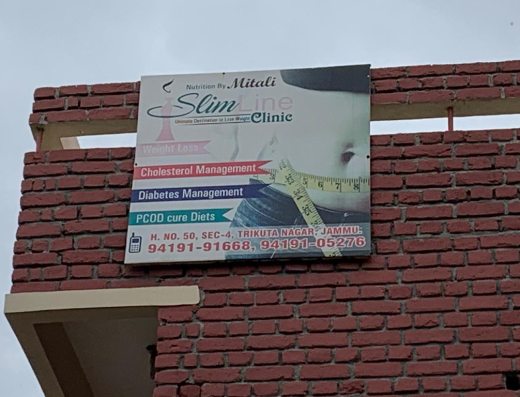 Nutrition By Mitali
Slim Line
Ultimate Destination to Lose Weight
Clinic
Weight Loss
Cholesterol Management
Diabetes Management
PCOD cure Diets
H. NO. 50, SEC-4, TRIKUTA NAGAR, JAMMU.
94191-91668, 94191-05276